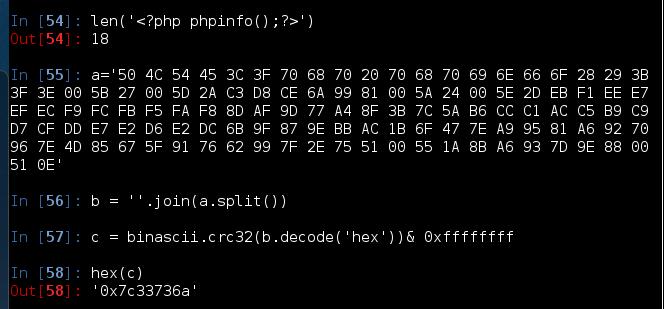 In [54]: len('<?php phpinfo();?>')
Out[54]: 18
In [55]: a='50 4C 54 45 3C 3F 70 68 70 20 70 68 70 69 6E 66 6F 28 29 3B
3F 3E 00 5B 27 00 5D 2A C3 D8 CE 6A 99 81 00 5A 24 00 5E 2D EB F1 EE E7
EF EC F9 FC FB F5 FA F8 8D AF 9D 77 A4 8F 3B 7C 5A B6 CC C1 AC C5 B9 C9
D7 CF DD E7 E2 D6 E2 DC 6B 9F 87 9E BB AC 1B 6F 47 7E A9 95 81 A6 92 70
96 7E 4D 85 67 5F 91 76 62 99 7F 2E 75 51 00 55 1A 8B A6 93 7D 9E 88 00
51 0E'
In [56]: b = ''.join(a.split())
In [57]: c = binascii.crc32(b.decode('hex'))& 0xffffffff
In [58]: hex(c)
Out[58]: '0x7c33736a'